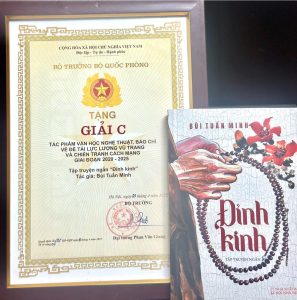 CỘNG HÒA XÃ HỘI CHỦ NGHĨA VIỆT NAM
Độc lập - Tự do - Hạnh phúc
BỘ TRƯỞNG BỘ QUỐC PHÒNG
TẶNG
GIẢI C
TÁC PHẨM VĂN HỌC NGHỆ THUẬT, BÁO CHÍ
VỀ ĐỀ TÀI LỰC LƯỢNG VŨ TRANG
VÀ CHIẾN TRANH CÁCH MẠNG
GIAI ĐOẠN 2020 - 2025
Tập truyện ngắn "Đỉnh kinh"
Tác giả: Bùi Tuấn Minh
Hà Nội, ngày
BỘ TRƯỞNG
Đại tướng Phan Văn Giang
BÙI TUẤN MINH
Đỉnh
kinh
TẬP TRUYỆN NGẮN